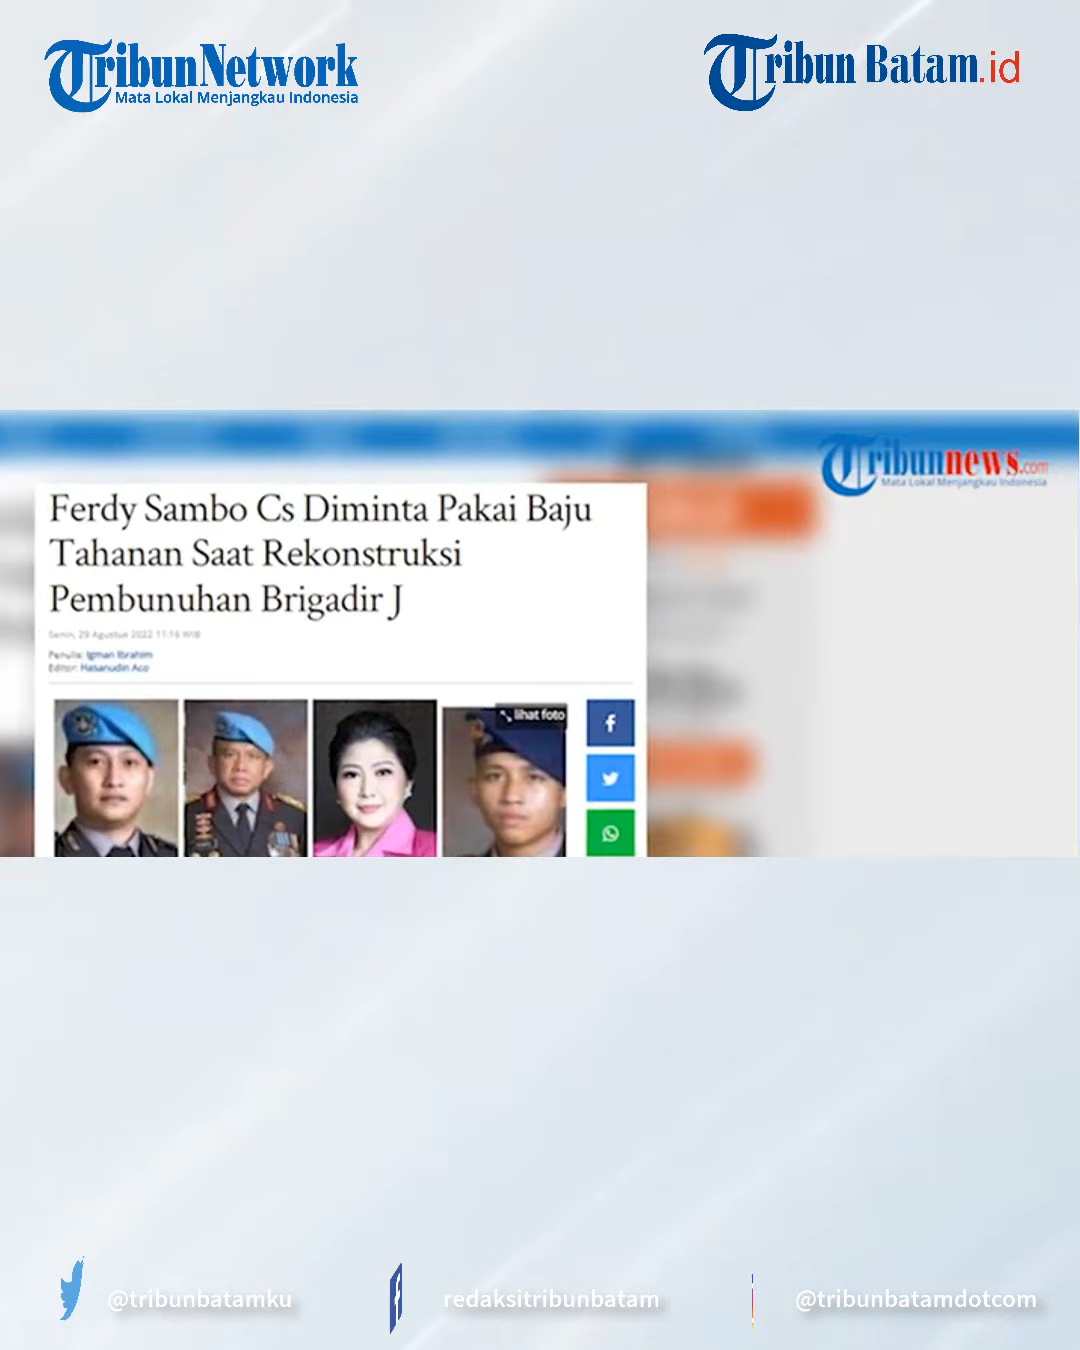 TribunNetwork
Mata Lokal Menjangkau Indonesia
Tribun Batam.id
Tribunnews.com
Mata Lokal Menjangkau Indonesia
Ferdy Sambo Cs Diminta Pakai Baju
Tahanan Saat Rekonstruksi
Pembunuhan Brigadir J
Senin, 29 Agustus 2022 11:16 WIB
Penulis: Igman Ibrahim
Editor: Hasanudin Aco
lihat foto
@tribunbatamku
redaksitribunbatam
@tribunbatamdotcom